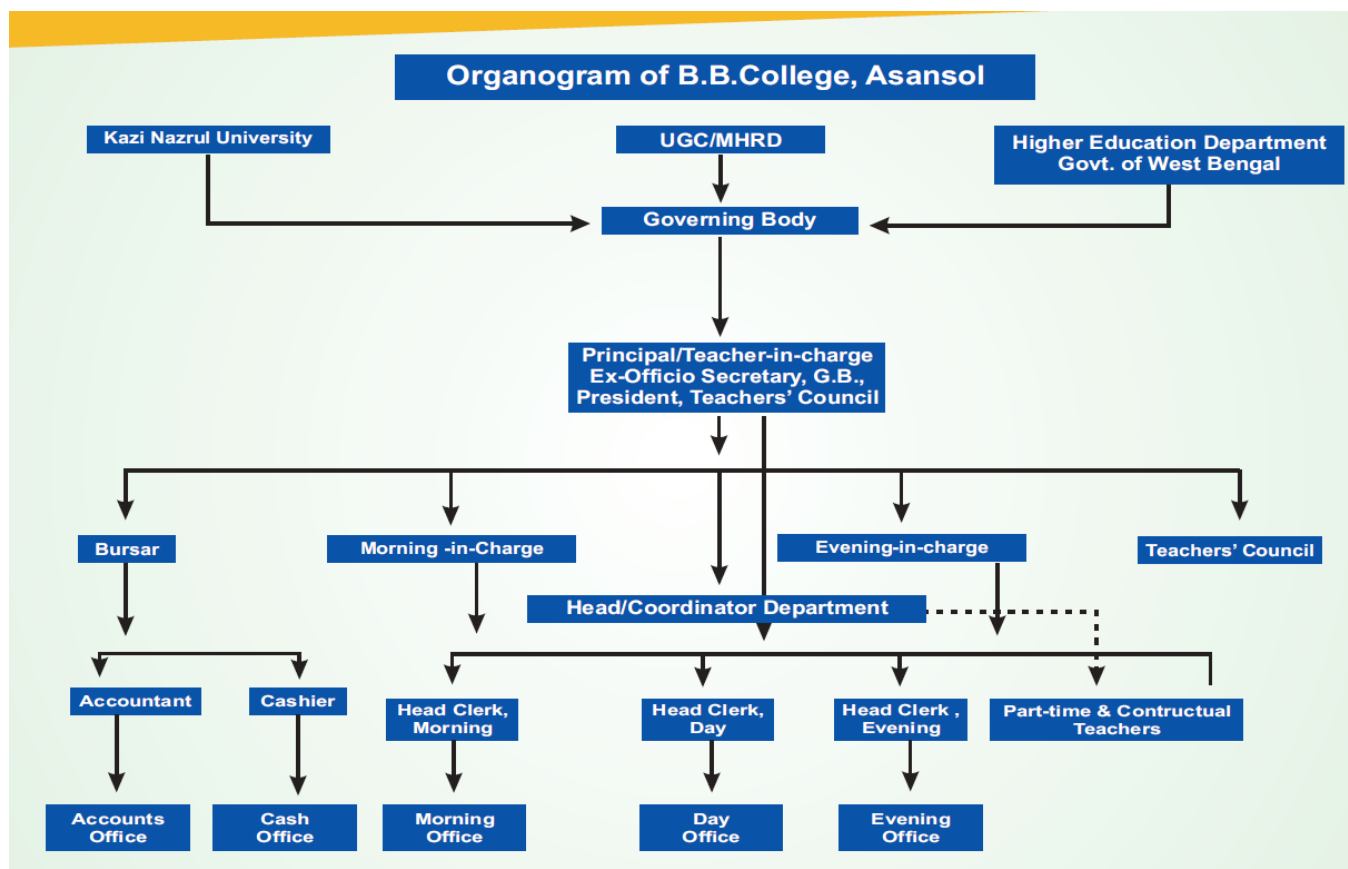 Organogram of B.B.College, Asansol
Kazi Nazrul University
UGC/MHRD
Higher Education Department
Govt. of West Bengal
Governing Body
Principal/Teacher-in-charge
Ex-Officio Secretary, G.B.,
President, Teachers’ Council
Bursar
Morning -in-Charge
Evening-in-charge
Teachers’ Council
Head/Coordinator Department
Accountant
Cashier
Head Clerk,
Morning
Head Clerk,
Day
Head Clerk ,
Evening
Part-time & Contructual
Teachers
Accounts
Office
Cash
Office
Morning
Office
Day
Office
Evening
Office